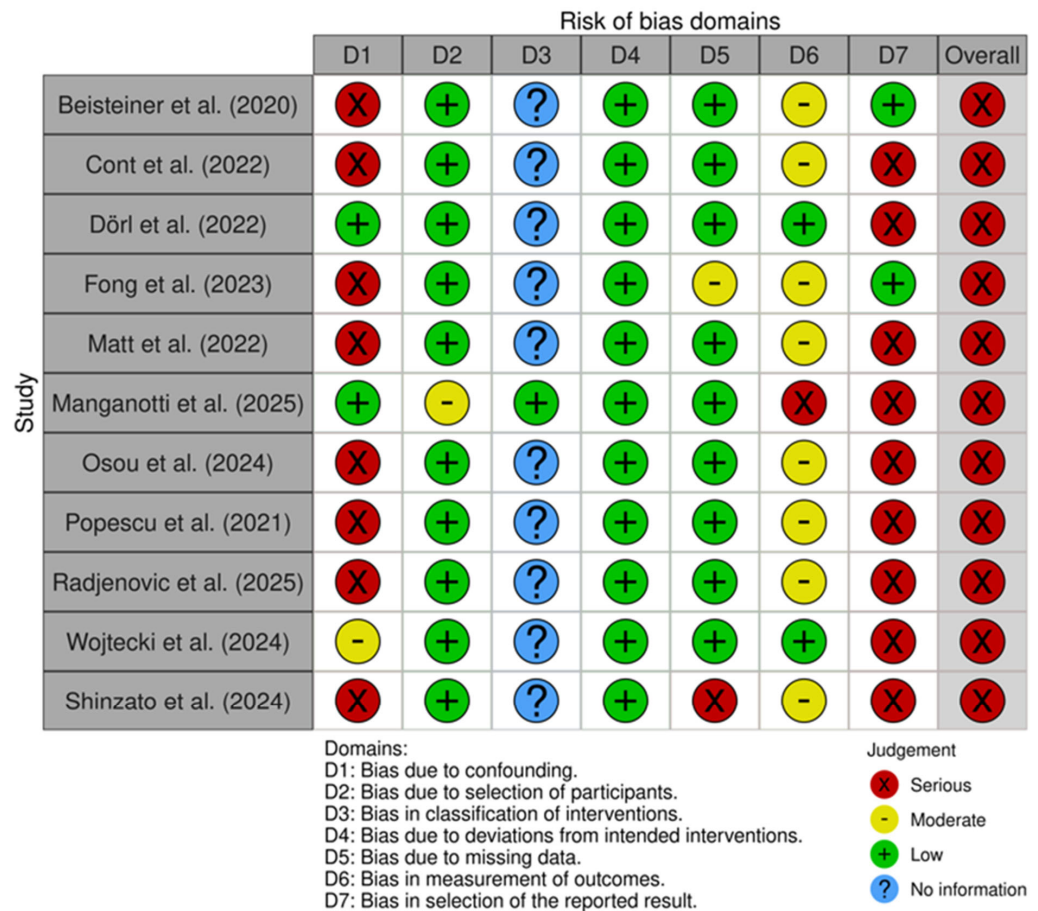 Risk of bias domains
D1 D2 D3 D4 D5 D6 D7 Overall
Study
Beisteiner et al. (2020) X + ? + + - + X
Cont et al. (2022) X + ? + + - X X
Dörl et al. (2022) + + ? + + + X X
Fong et al. (2023) X + ? + - - + X
Matt et al. (2022) X + ? + + - X X
Manganotti et al. (2025) + - + + + X X X
Osou et al. (2024) X + ? + + - X X
Popescu et al. (2021) X + ? + + - X X
Radjenovic et al. (2025) X + ? + + - X X
Wojtecki et al. (2024) - + ? + + + X X
Shinzato et al. (2024) X + ? + X - X X
Domains:
D1: Bias due to confounding.
D2: Bias due to selection of participants.
D3: Bias in classification of interventions.
D4: Bias due to deviations from intended interventions.
D5: Bias due to missing data.
D6: Bias in measurement of outcomes.
D7: Bias in selection of the reported result.
Judgement
X Serious
- Moderate
+ Low
? No information